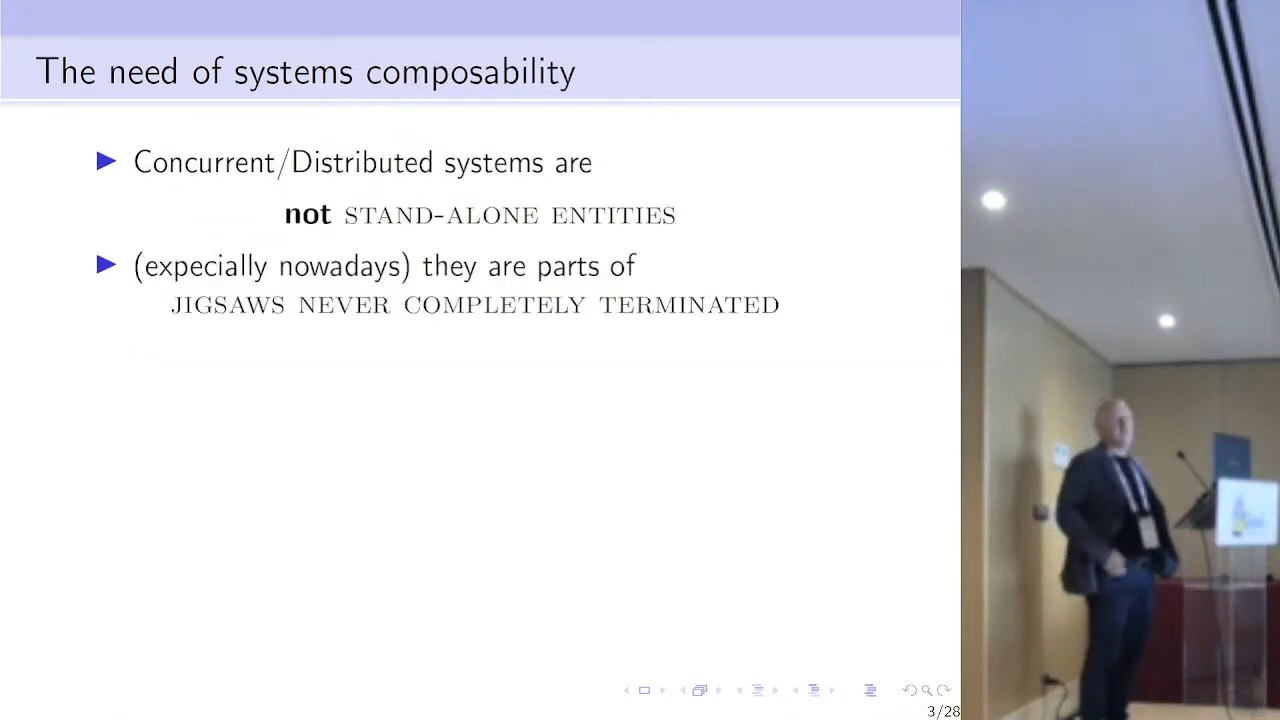 The need of systems composability
▶ Concurrent/Distributed systems are
not STAND-ALONE ENTITIES
▶ (expecially nowadays) they are parts of
JIGSAWS NEVER COMPLETELY TERMINATED
3/28